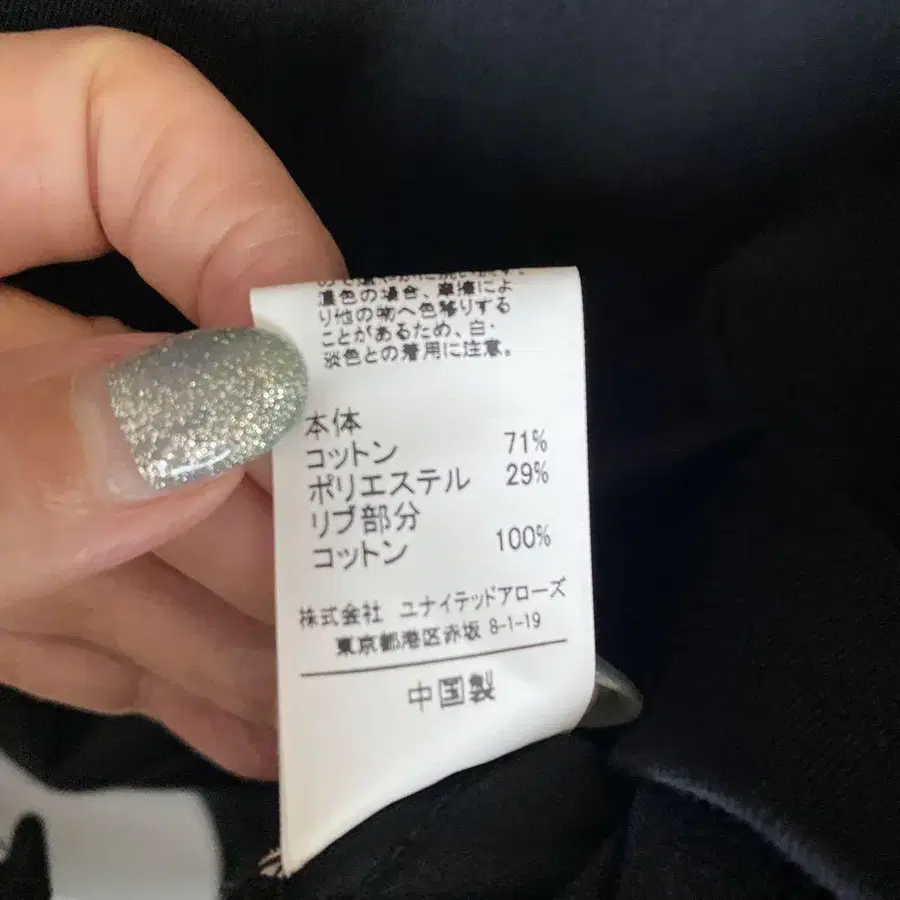 濃色の場合、摩擦によ
り他の物へ色移りする
ことがあるため、白・
淡色との着用に注意。
本体
コットン 71%
ポリエステル 29%
リブ部分
コットン 100%
株式会社 ユナイテッドアローズ
東京都港区赤坂 8-1-19
中国製